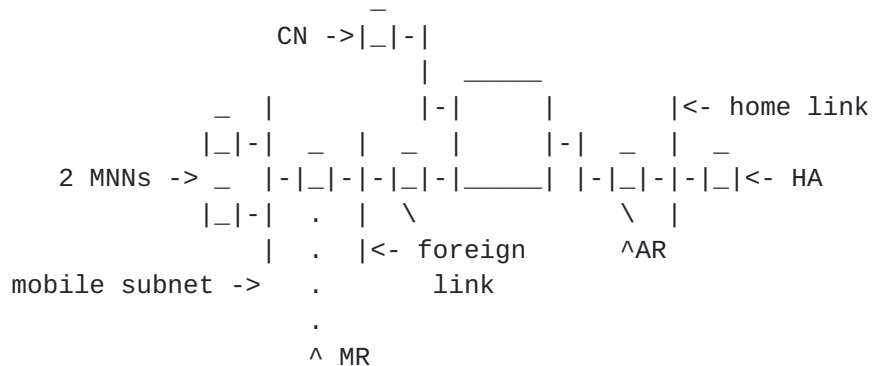 CN ->
<- home link
2 MNNs ->
<- HA
<- foreign
^AR
mobile subnet ->
link
^ MR